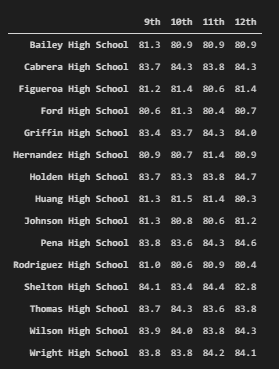 9th 10th 11th 12th
Bailey High School 81.3 80.9 80.9 80.9
Cabrera High School 83.7 84.3 83.8 84.3
Figueroa High School 81.2 81.4 80.6 81.4
Ford High School 80.6 81.3 80.4 80.7
Griffin High School 83.4 83.7 84.3 84.0
Hernandez High School 80.9 80.7 81.4 80.9
Holden High School 83.7 83.3 83.8 84.7
Huang High School 81.3 81.5 81.4 80.3
Johnson High School 81.3 80.8 80.6 81.2
Pena High School 83.8 83.6 84.3 84.6
Rodriguez High School 81.0 80.6 80.9 80.4
Shelton High School 84.1 83.4 84.4 82.8
Thomas High School 83.7 84.3 83.6 83.8
Wilson High School 83.9 84.0 83.8 84.3
Wright High School 83.8 83.8 84.2 84.1